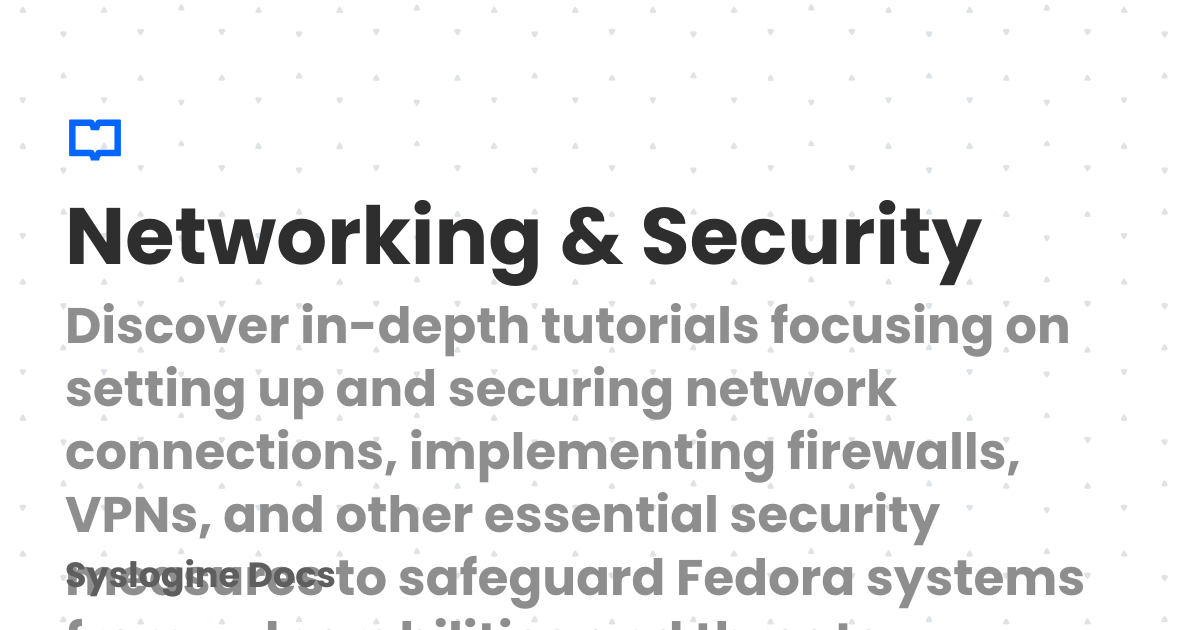 Networking & Security
Discover in-depth tutorials focusing on
setting up and securing network
connections, implementing firewalls,
VPNs, and other essential security
measures to safeguard Fedora systems
Syslogine Docs